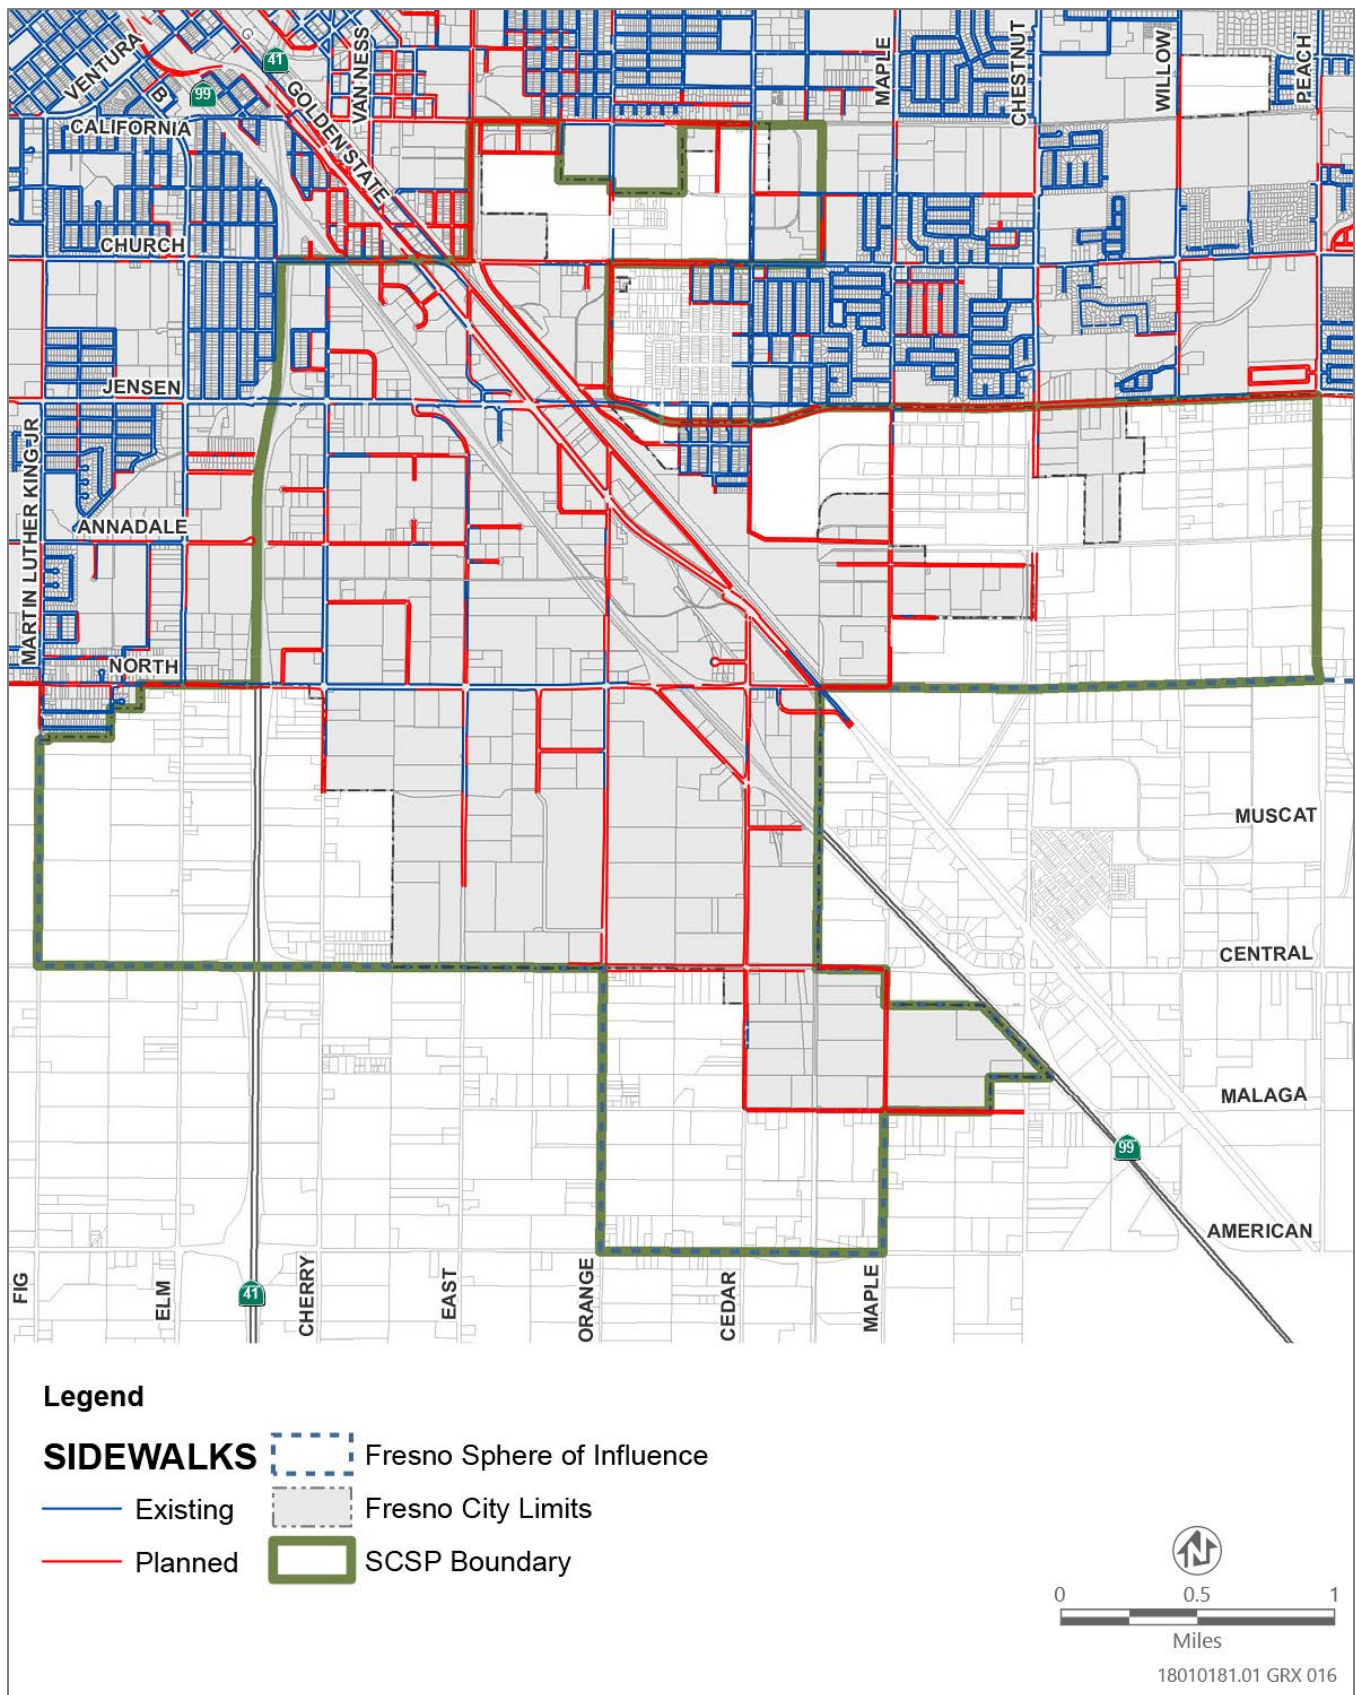 VENTURA
B
G
41
99
GOLDEN STATE
VAN NESS
MAPLE
CHESTNUT
WILLOW
PEACH
CALIFORNIA
CHURCH
JENSEN
MARTIN LUTHER KING JR
ANNADALE
NORTH
MUSCAT
CENTRAL
MALAGA
99
AMERICAN
FIG
ELM
41
CHERRY
EAST
ORANGE
CEDAR
MAPLE
Legend
SIDEWALKS
Existing
Planned
Fresno Sphere of Influence
Fresno City Limits
SCSP Boundary
N
0 0.5 1
Miles
18010181.01 GRX 016